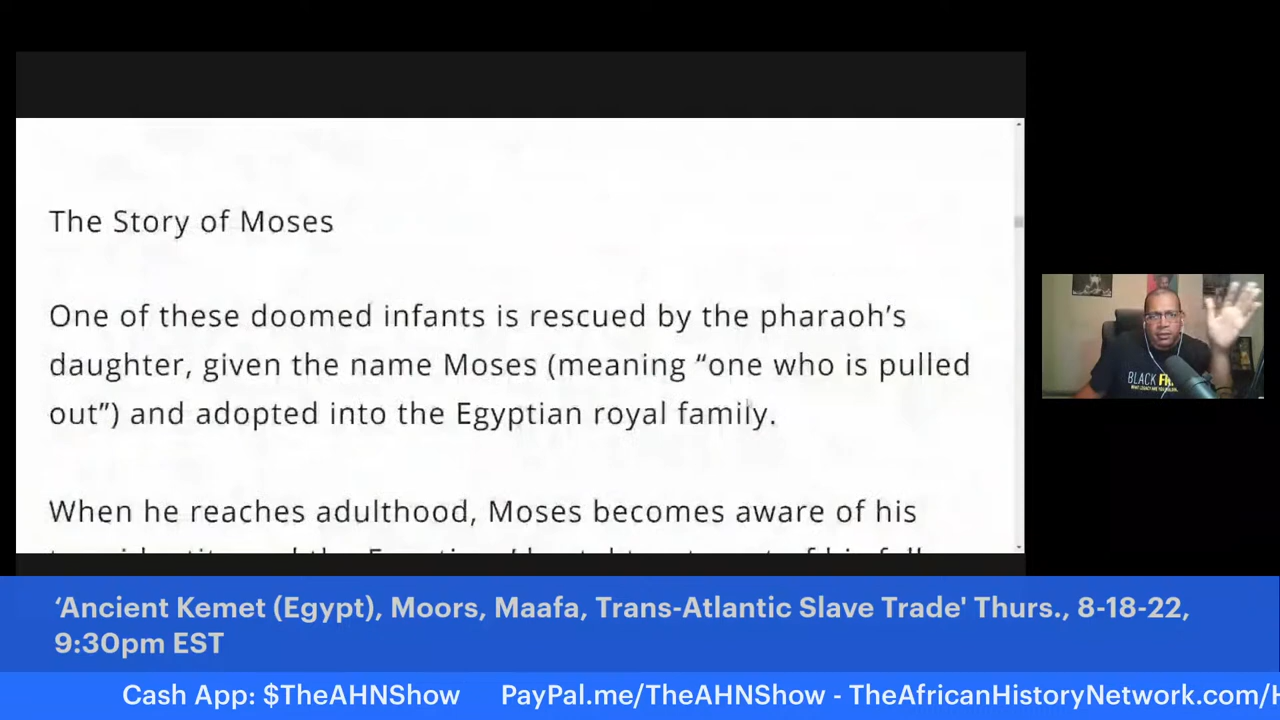 The Story of Moses
One of these doomed infants is rescued by the pharaoh’s
daughter, given the name Moses (meaning “one who is pulled
out”) and adopted into the Egyptian royal family.
When he reaches adulthood, Moses becomes aware of his
BLACK
‘Ancient Kemet (Egypt), Moors, Maafa, Trans-Atlantic Slave Trade' Thurs., 8-18-22,
9:30pm EST
Cash App: $TheAHNShow PayPal.me/TheAHNShow - TheAfricanHistoryNetwork.com/H